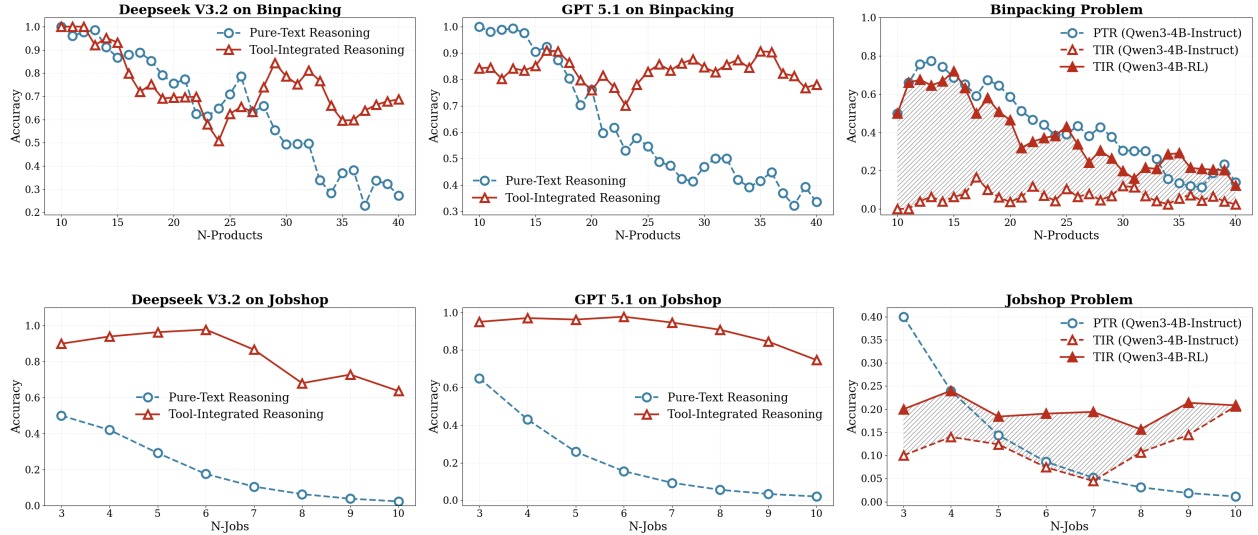 Deepseek V3.2 on Binpacking
Accuracy
1.0
0.9
0.8
0.7
0.6
0.5
0.4
0.3
0.2
Pure-Text Reasoning
Tool-Integrated Reasoning
10 15 20 25 30 35 40
N-Products
GPT 5.1 on Binpacking
Accuracy
1.0
0.9
0.8
0.7
0.6
0.5
0.4
0.3
Pure-Text Reasoning
Tool-Integrated Reasoning
10 15 20 25 30 35 40
N-Products
Binpacking Problem
Accuracy
1.0
0.8
0.6
0.4
0.2
0.0
PTR (Qwen3-4B-Instruct)
TIR (Qwen3-4B-Instruct)
TIR (Qwen3-4B-RL)
10 15 20 25 30 35 40
N-Products
Deepseek V3.2 on Jobshop
Accuracy
1.0
0.8
0.6
0.4
0.2
0.0
Pure-Text Reasoning
Tool-Integrated Reasoning
3 4 5 6 7 8 9 10
N-Jobs
GPT 5.1 on Jobshop
Accuracy
1.0
0.8
0.6
0.4
0.2
0.0
Pure-Text Reasoning
Tool-Integrated Reasoning
3 4 5 6 7 8 9 10
N-Jobs
Jobshop Problem
Accuracy
0.40
0.35
0.30
0.25
0.20
0.15
0.10
0.05
0.00
PTR (Qwen3-4B-Instruct)
TIR (Qwen3-4B-Instruct)
TIR (Qwen3-4B-RL)
3 4 5 6 7 8 9 10
N-Jobs